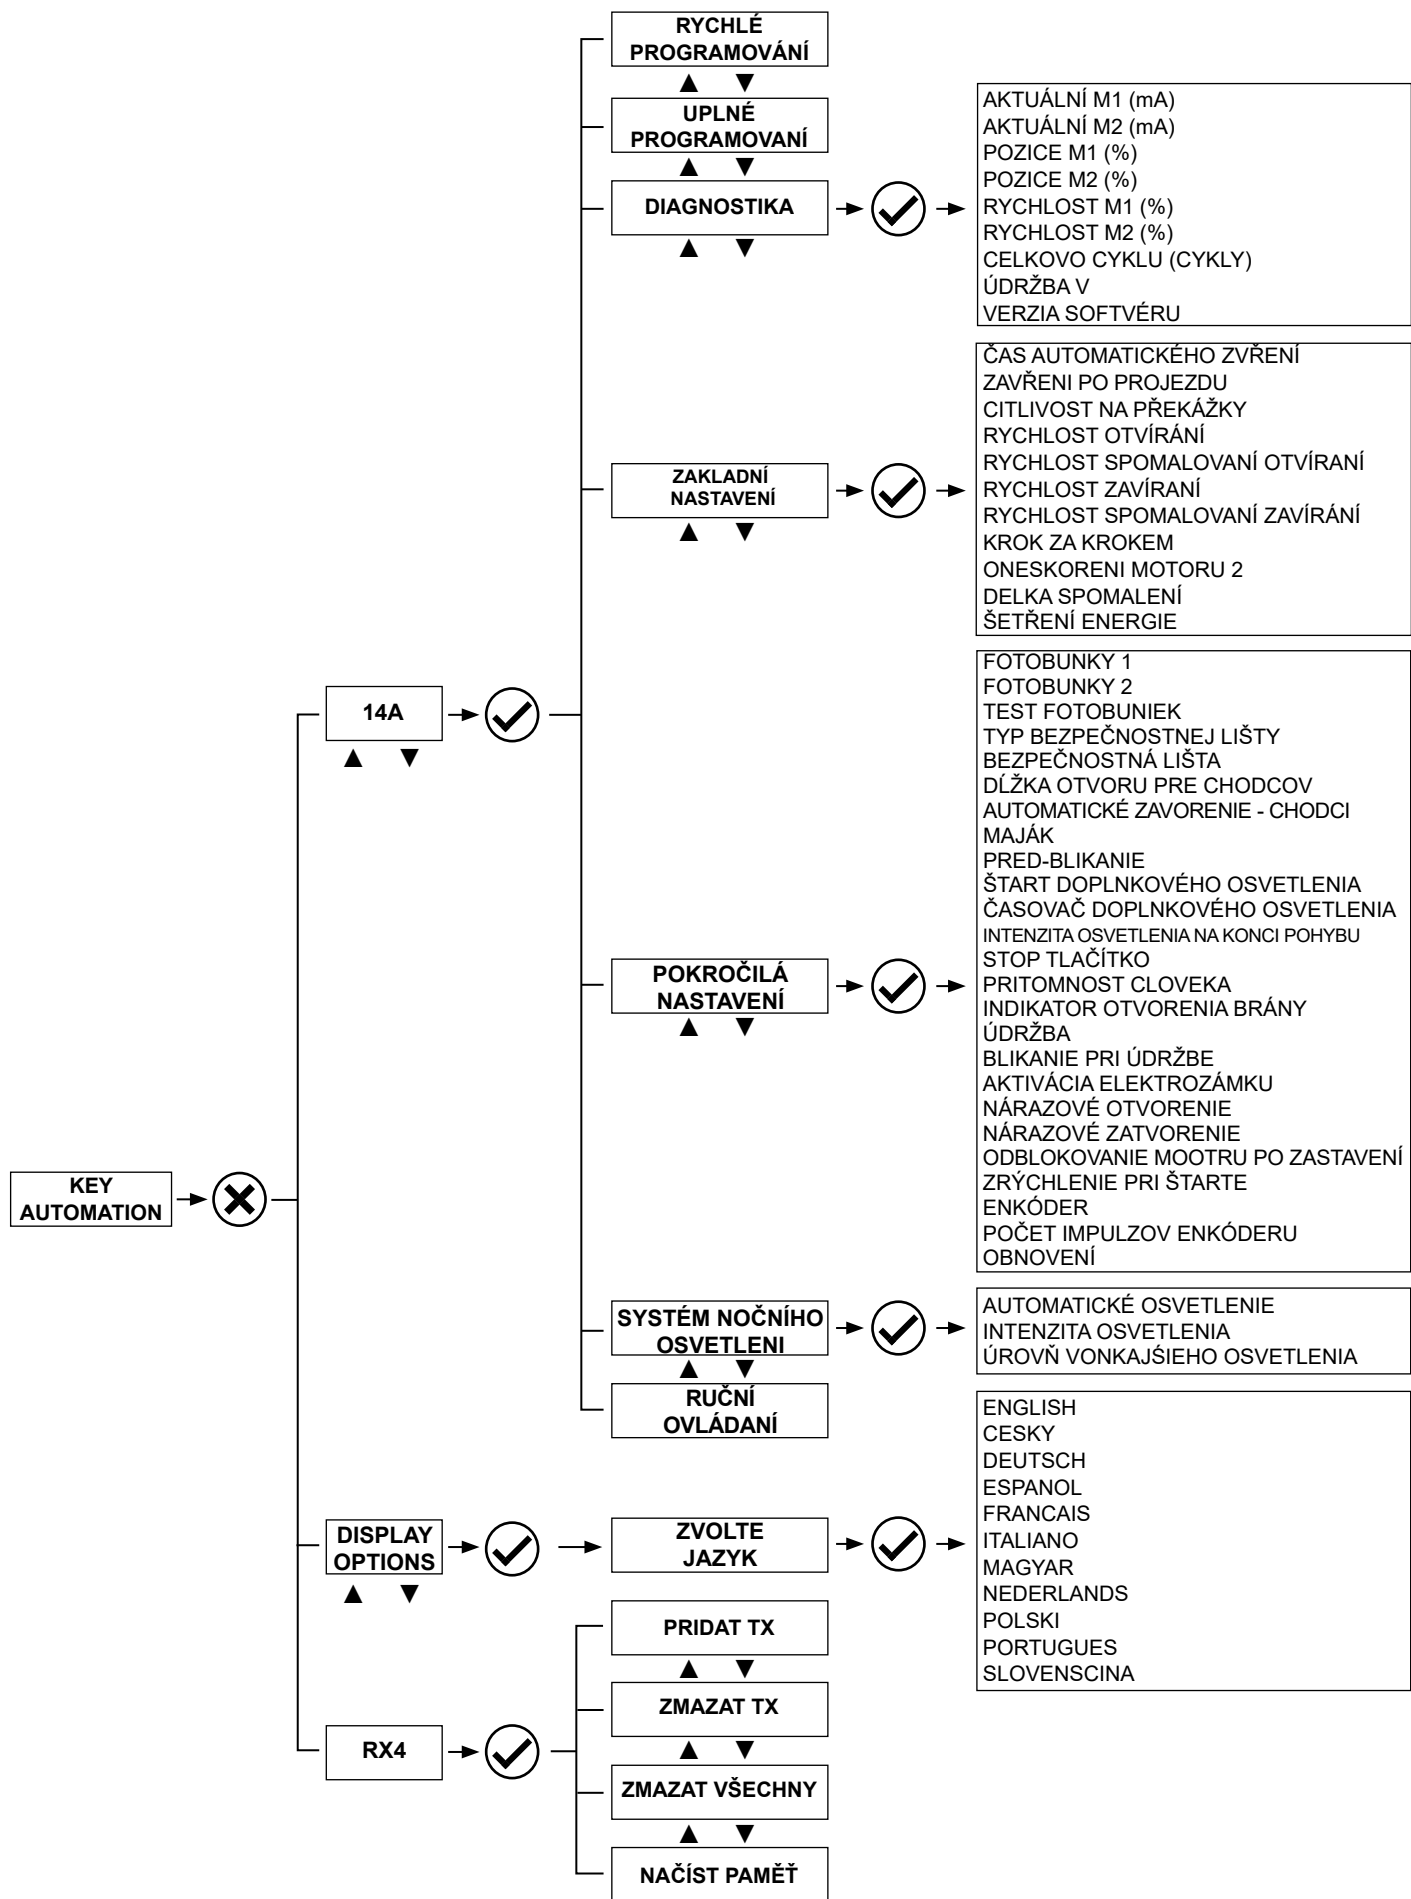 RYCHLÉ
PROGRAMOVÁNÍ
UPLNÉ
PROGRAMOVANÍ
DIAGNOSTIKA
AKTUÁLNÍ M1 (mA)
AKTUÁLNÍ M2 (mA)
POZICE M1 (%)
POZICE M2 (%)
RYCHLOST M1 (%)
RYCHLOST M2 (%)
CELKOVO CYKLU (CYKLY)
ÚDRŽBA V
VERZIA SOFTVÉRU
ZAKLADNÍ
NASTAVENÍ
ČAS AUTOMATICKÉHO ZVŘENÍ
ZAVŘENI PO PROJEZDU
CITLIVOST NA PŘEKÁŽKY
RYCHLOST OTVÍRÁNÍ
RYCHLOST SPOMALOVANÍ OTVÍRANÍ
RYCHLOST ZAVÍRANÍ
RYCHLOST SPOMALOVANÍ ZAVÍRÁNÍ
KROK ZA KROKEM
ONESKORENI MOTORU 2
DELKA SPOMALENÍ
ŠETŘENÍ ENERGIE
14A
POKROČILÁ
NASTAVENÍ
FOTOBUNKY 1
FOTOBUNKY 2
TEST FOTOBUNIEK
TYP BEZPEČNOSTNEJ LIŠTY
BEZPEČNOSTNÁ LIŠTA
DĹŽKA OTVORU PRE CHODCOV
AUTOMATICKÉ ZAVORENIE - CHODCI
MAJÁK
PRED-BLIKANIE
ŠTART DOPLNKOVÉHO OSVETLENIA
ČASOVAČ DOPLNKOVÉHO OSVETLENIA
INTENZITA OSVETLENIA NA KONCI POHYBU
STOP TLAČÍTKO
PRITOMNOST CLOVEKA
INDIKATOR OTVORENIA BRÁNY
ÚDRŽBA
BLIKANIE PRI ÚDRŽBE
AKTIVÁCIA ELEKTROZÁMKU
NÁRAZOVÉ OTVORENIE
NÁRAZOVÉ ZATVORENIE
ODBLOKOVANIE MOOTRU PO ZASTAVENÍ
ZRÝCHLENIE PRI ŠTARTE
ENKÓDER
POČET IMPULZOV ENKÓDERU
OBNOVENÍ
KEY
AUTOMATION
SYSTÉM NOČNÍHO
OSVETLENI
AUTOMATICKÉ OSVETLENIE
INTENZITA OSVETLENIA
ÚROVŇ VONKAJŚIEHO OSVETLENIA
RUČNÍ
OVLÁDANÍ
DISPLAY
OPTIONS
ZVOLTE
JAZYK
ENGLISH
CESKY
DEUTSCH
ESPANOL
FRANCAIS
ITALIANO
MAGYAR
NEDERLANDS
POLSKI
PORTUGUES
SLOVENSCINA
RX4
PRIDAT TX
ZMAZAT TX
ZMAZAT VŠECHNY
NAČÍST PAMĚŤ